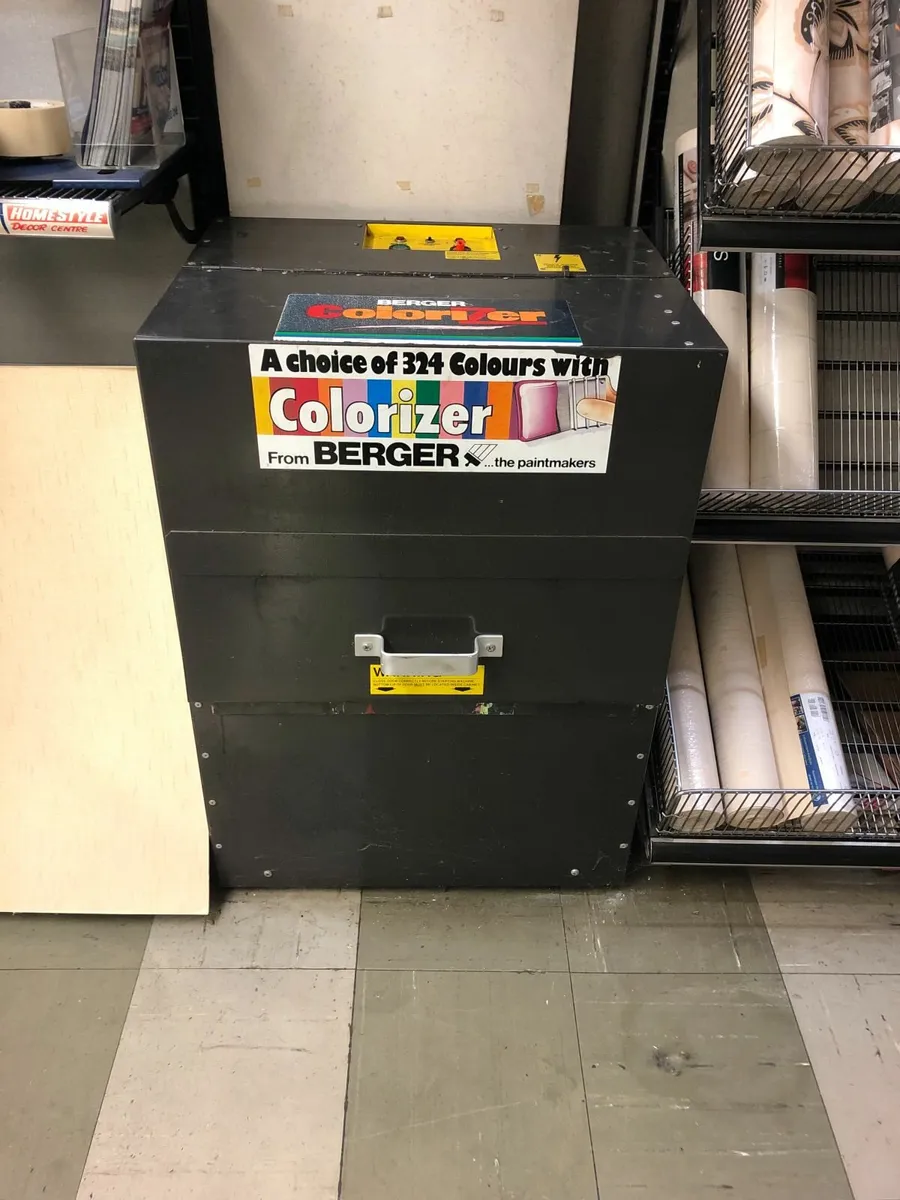 HOMESTYLE
DECOR CENTRE
BERGER
Colorizer
A choice of 324 Colours with
Colorizer
From BERGER ...the paintmakers